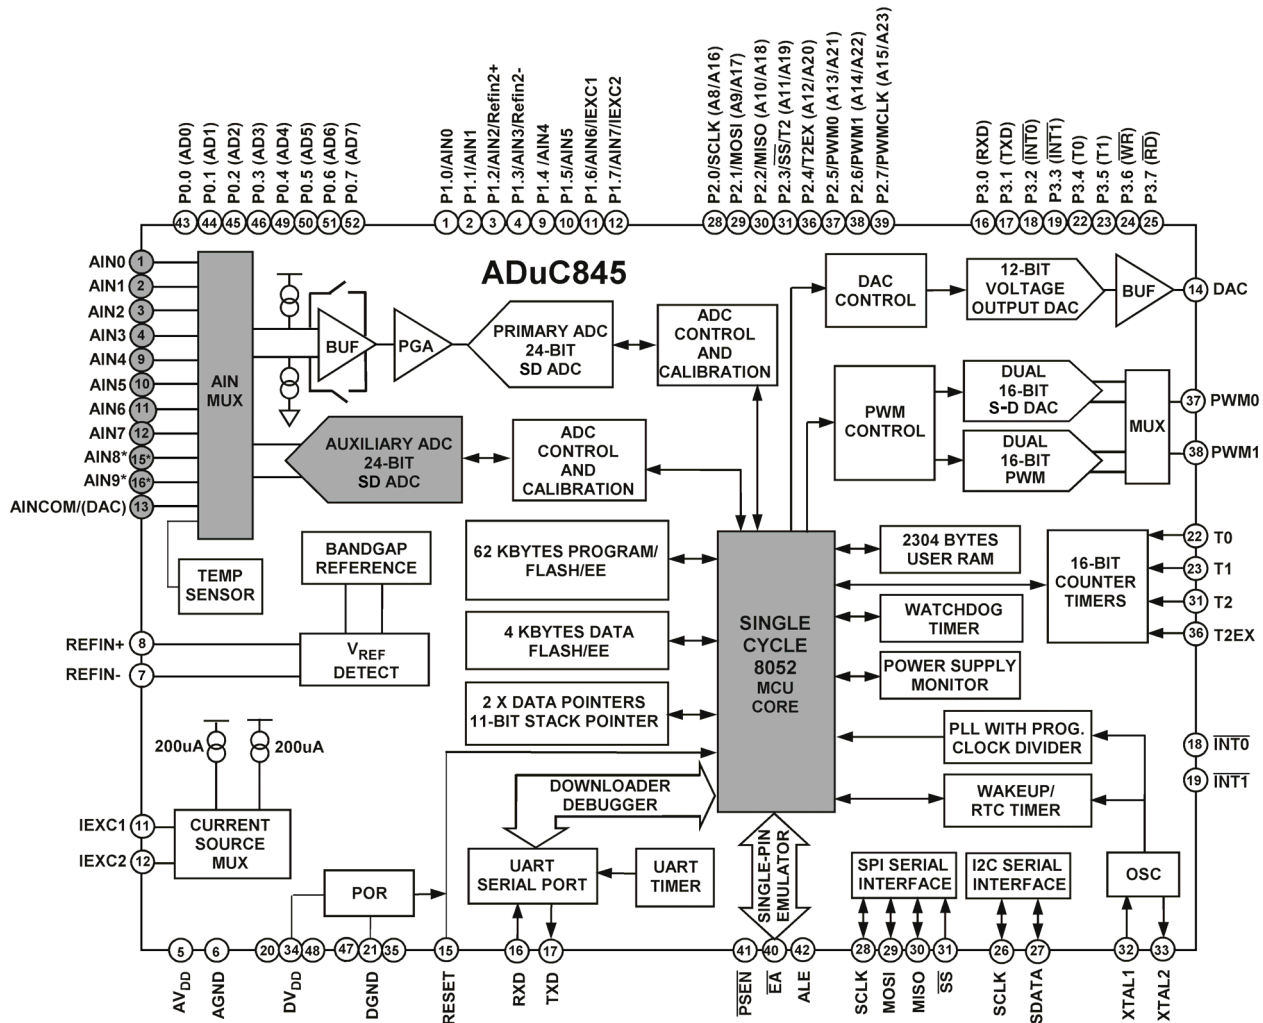 P0.0 (AD0)
P0.1 (AD1)
P0.2 (AD2)
P0.3 (AD3)
P0.4 (AD4)
P0.5 (AD5)
P0.6 (AD6)
P0.7 (AD7)
P1.0/AIN0
P1.1/AIN1
P1.2/AIN2/Refin2+
P1.3/AIN3/Refin2-
P1.4 /AIN4
P1.5/AIN5
P1.6/AIN6/IEXC1
P1.7/AIN7/IEXC2
P2.0/SCLK (A8/A16)
P2.1/MOSI (A9/A17)
P2.2/MISO (A10/A18)
P2.3/SS/T2 (A11/A19)
P2.4/T2EX (A12/A20)
P2.5/PWM0 (A13/A21)
P2.6/PWM1 (A14/A22)
P2.7/PWMCLK (A15/A23)
P3.0 (RXD)
P3.1 (TXD)
P3.2 (INT0)
P3.3 (INT1)
P3.4 (T0)
P3.5 (T1)
P3.6 (WR)
P3.7 (RD)
43 44 45 46 49 50 51 52
1 2 3 4 9 10 11 12
28 29 30 31 36 37 38 39
16 17 18 19 22 23 24 25
ADuC845
AIN0 1
AIN1 2
AIN2 3
AIN3 4
AIN4 9
AIN5 10
AIN6 11
AIN7 12
AIN8* 15*
AIN9* 16*
AINCOM/(DAC) 13
AIN
MUX
BUF
PGA
PRIMARY ADC
24-BIT
SD ADC
ADC
CONTROL
AND
CALIBRATION
DAC
CONTROL
12-BIT
VOLTAGE
OUTPUT DAC
BUF
14 DAC
AUXILIARY ADC
24-BIT
SD ADC
ADC
CONTROL
AND
CALIBRATION
PWM
CONTROL
DUAL
16-BIT
S-D DAC
DUAL
16-BIT
PWM
MUX
37 PWM0
38 PWM1
TEMP
SENSOR
BANDGAP
REFERENCE
VREF
DETECT
REFIN+ 8
REFIN- 7
62 KBYTES PROGRAM/
FLASH/EE
4 KBYTES DATA
FLASH/EE
2 X DATA POINTERS
11-BIT STACK POINTER
SINGLE
CYCLE
8052
MCU
CORE
2304 BYTES
USER RAM
WATCHDOG
TIMER
POWER SUPPLY
MONITOR
16-BIT
COUNTER
TIMERS
22 T0
23 T1
31 T2
36 T2EX
PLL WITH PROG.
CLOCK DIVIDER
WAKEUP/
RTC TIMER
18 INT0
19 INT1
200uA
200uA
IEXC1 11
IEXC2 12
CURRENT
SOURCE
MUX
DOWNLOADER
DEBUGGER
POR
UART
SERIAL PORT
UART
TIMER
SINGLE-PIN
EMULATOR
SPI SERIAL
INTERFACE
I2C SERIAL
INTERFACE
OSC
5 6 20 34 48 47 21 35 15 16 17 41 40 42 28 29 30 31 26 27 32 33
AVDD
AGND
DVDD
DGND
RESET
RXD
TXD
PSEN
EA
ALE
SCLK
MOSI
MISO
SS
SCLK
SDATA
XTAL1
XTAL2